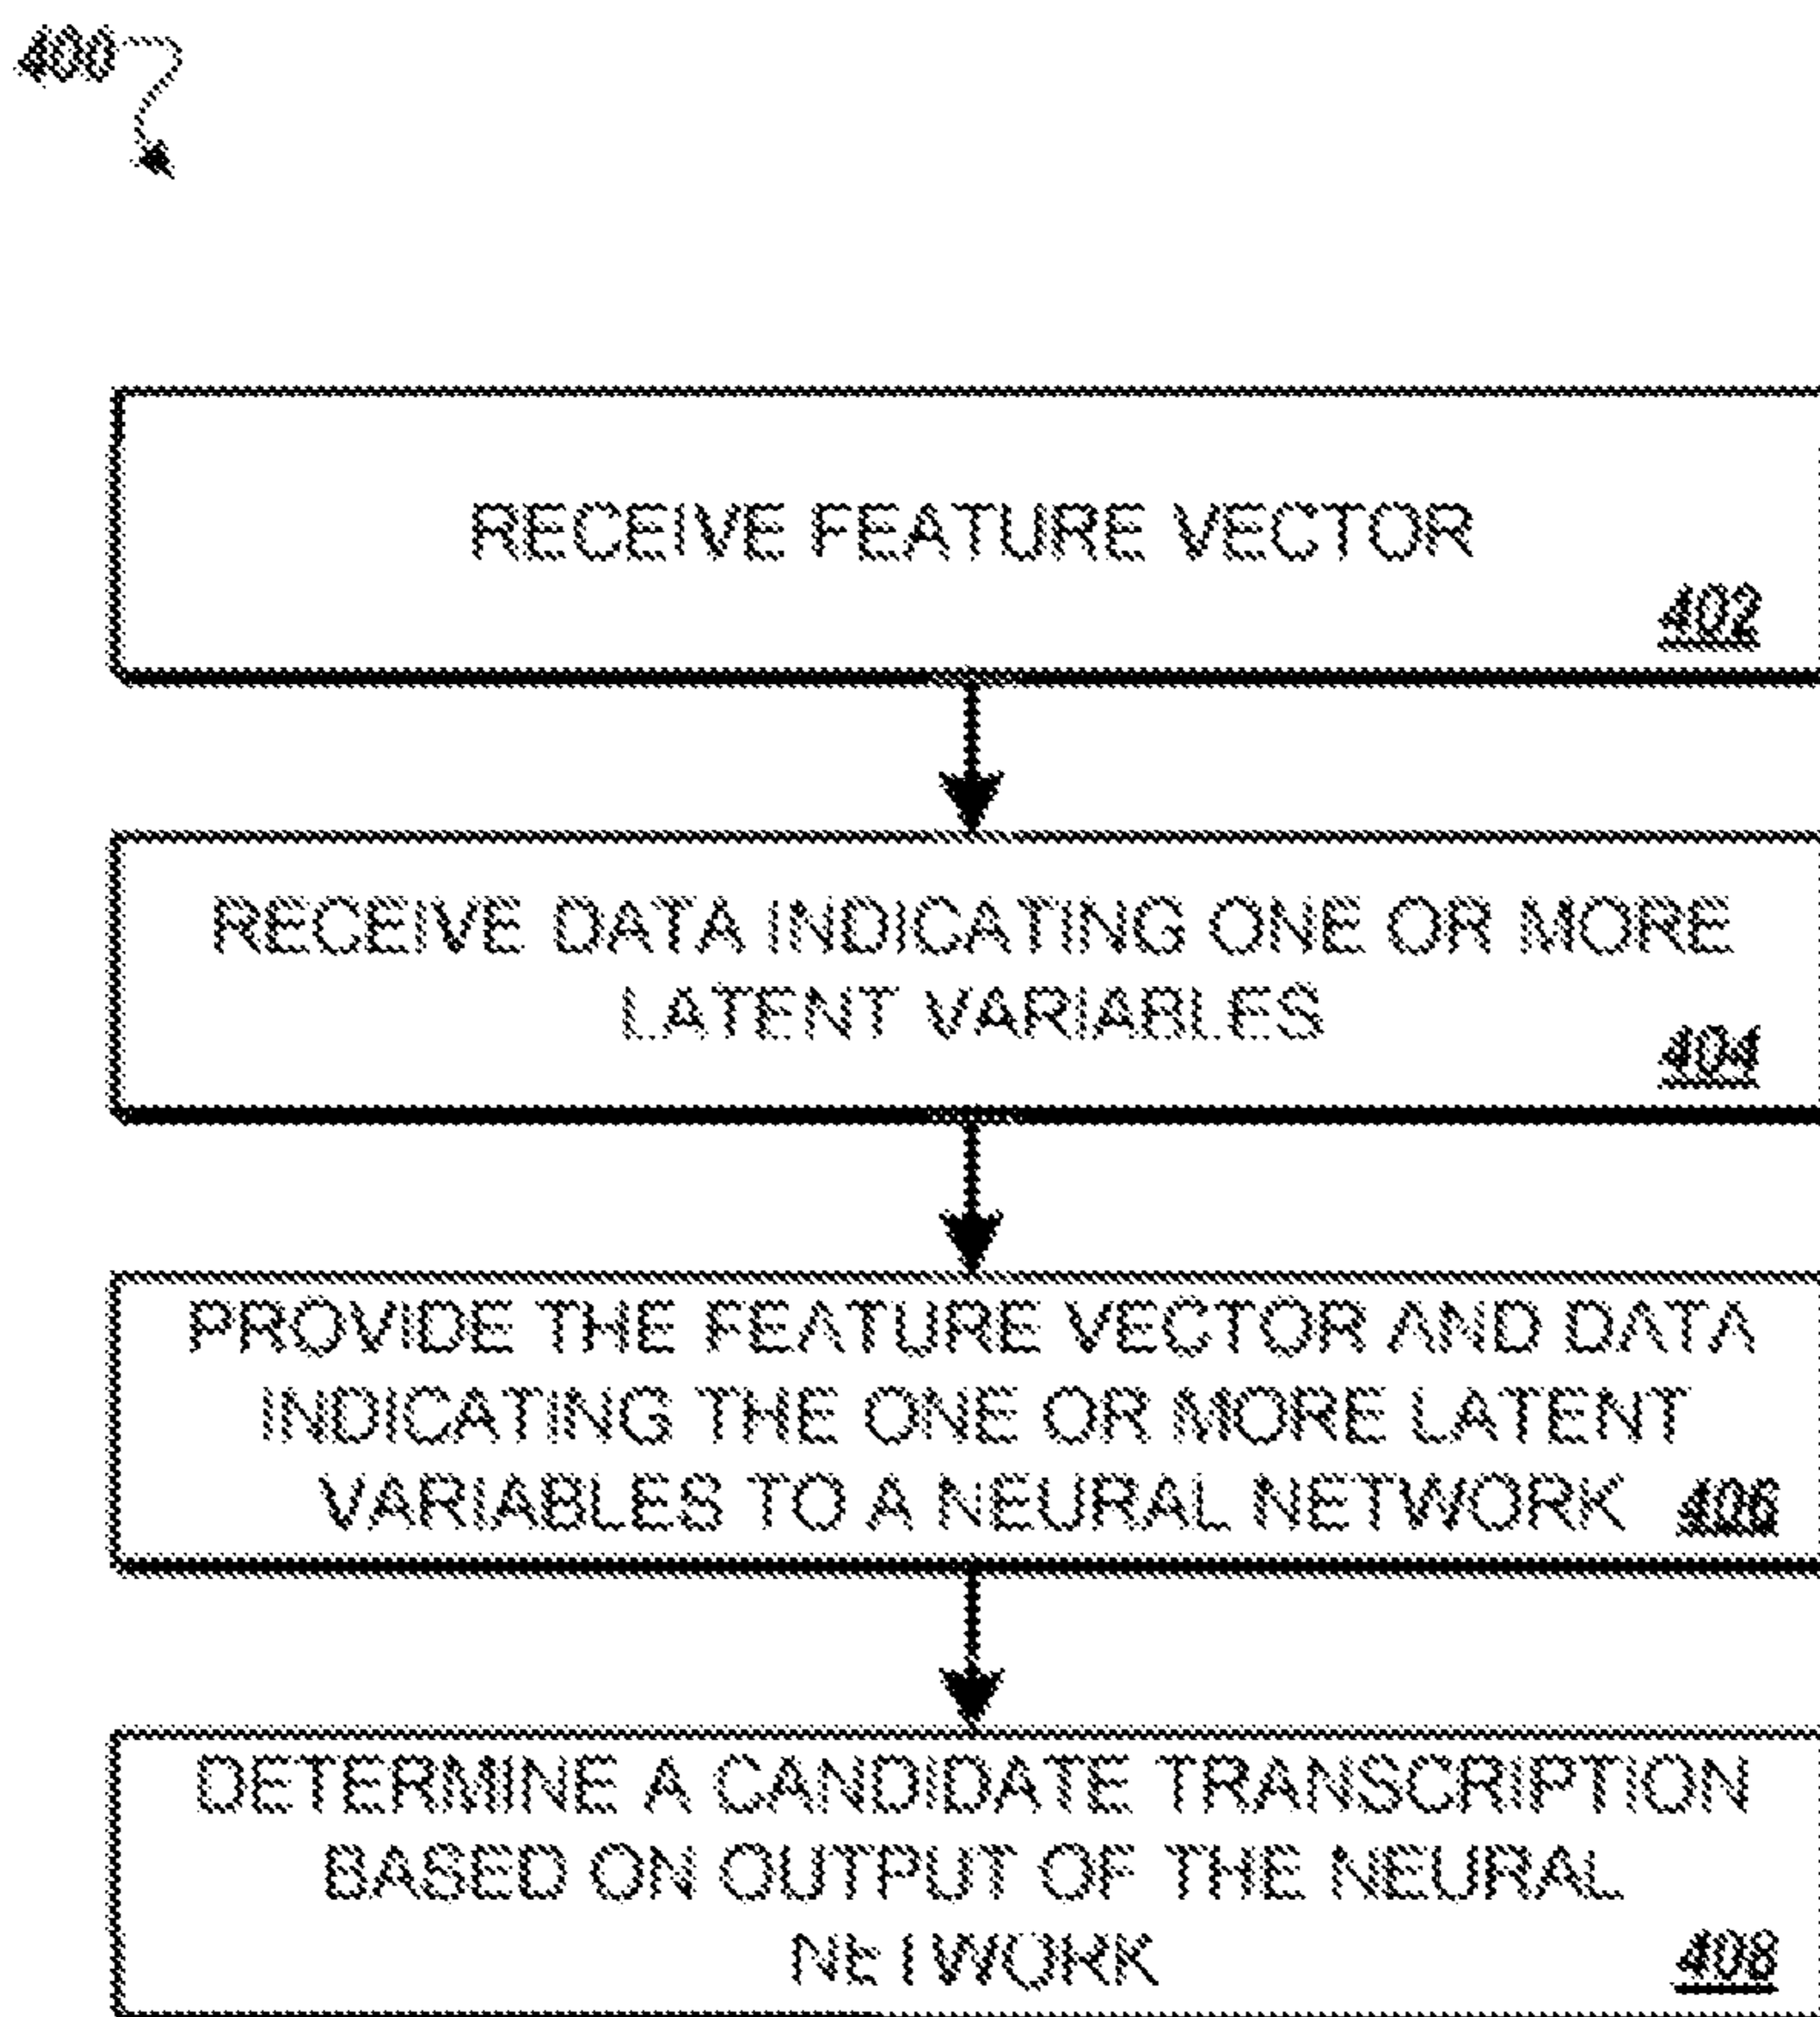 400
RECEIVE FEATURE VECTOR
402
RECEIVE DATA INDICATING ONE OR MORE
LATENT VARIABLES
404
PROVIDE THE FEATURE VECTOR AND DATA
INDICATING THE ONE OR MORE LATENT
VARIABLES TO A NEURAL NETWORK 406
DETERMINE A CANDIDATE TRANSCRIPTION
BASED ON OUTPUT OF THE NEURAL
NETWORK
408